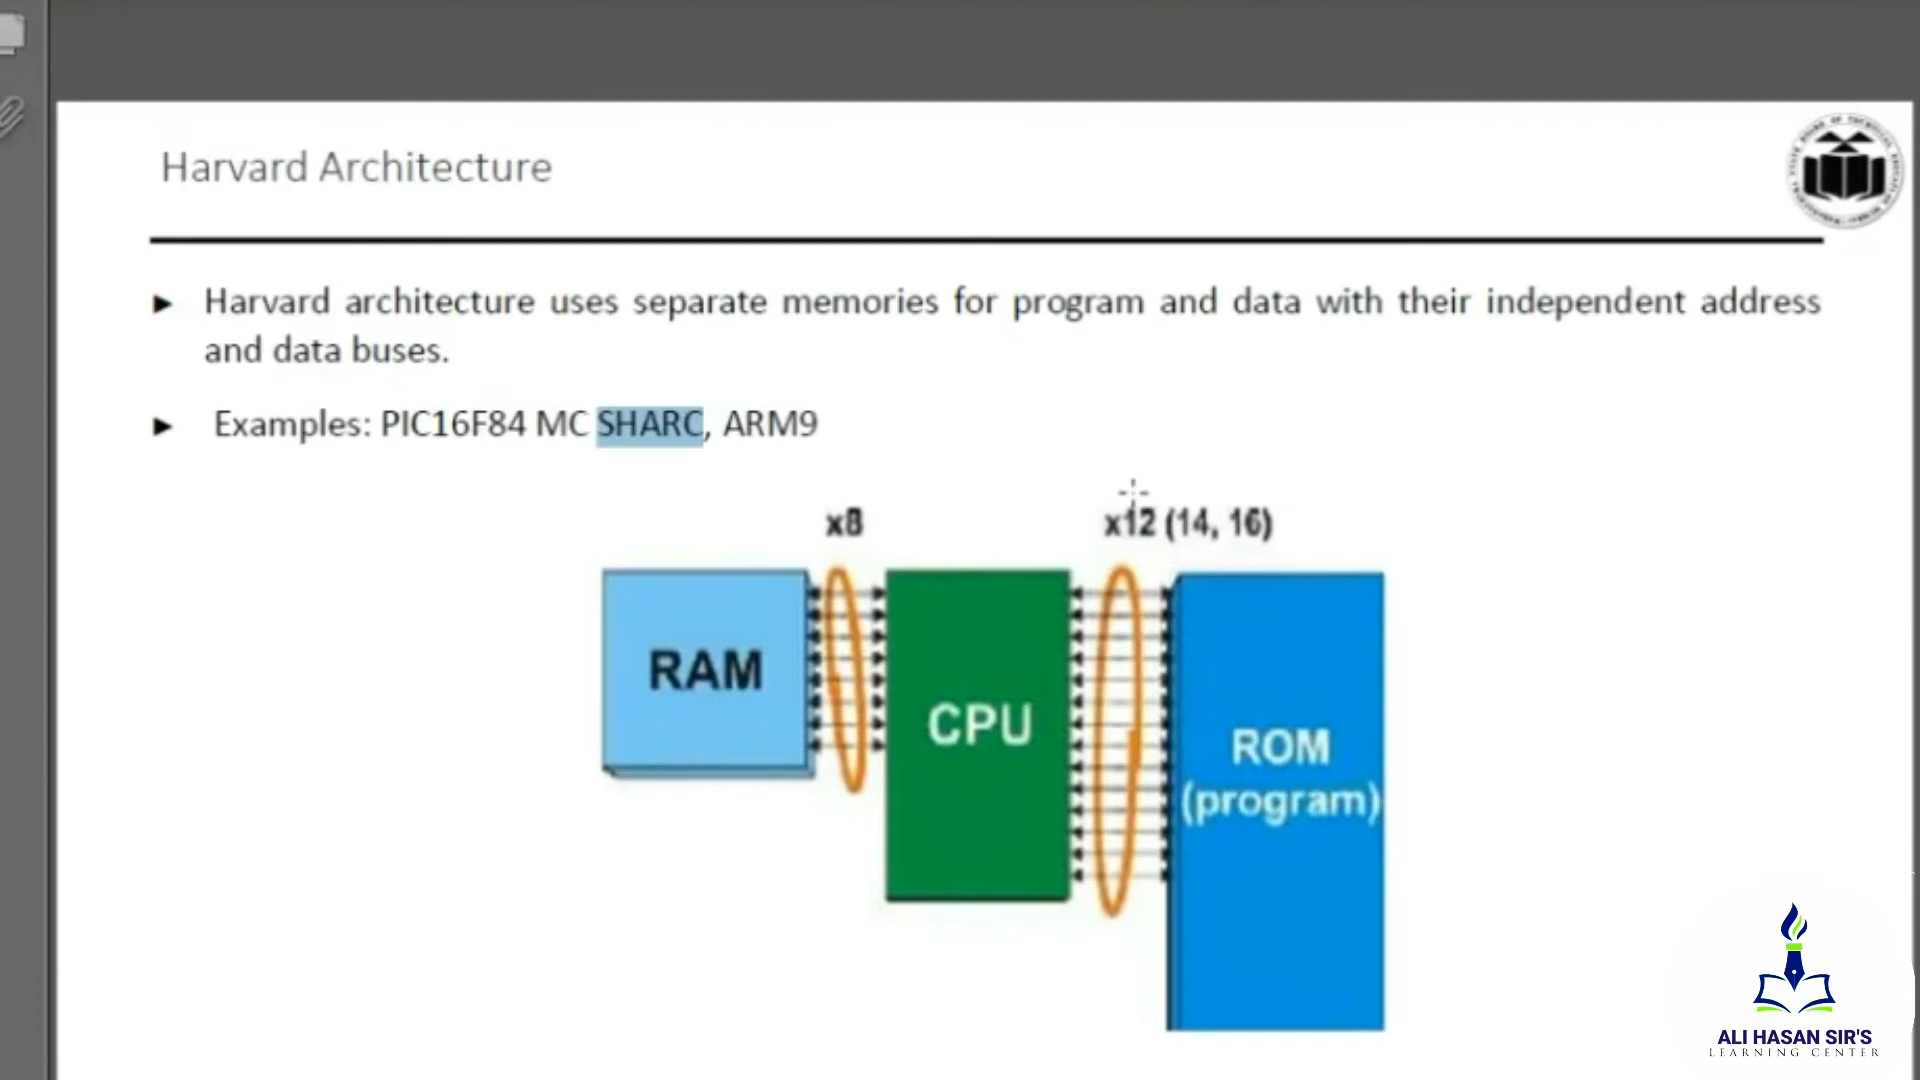 Harvard Architecture
► Harvard architecture uses separate memories for program and data with their independent address
and data buses.
► Examples: PIC16F84 MC SHARC, ARM9
x8
x12 (14, 16)
RAM
CPU
ROM
(program)
ALI HASAN SIR'S
LEARNING CENTER